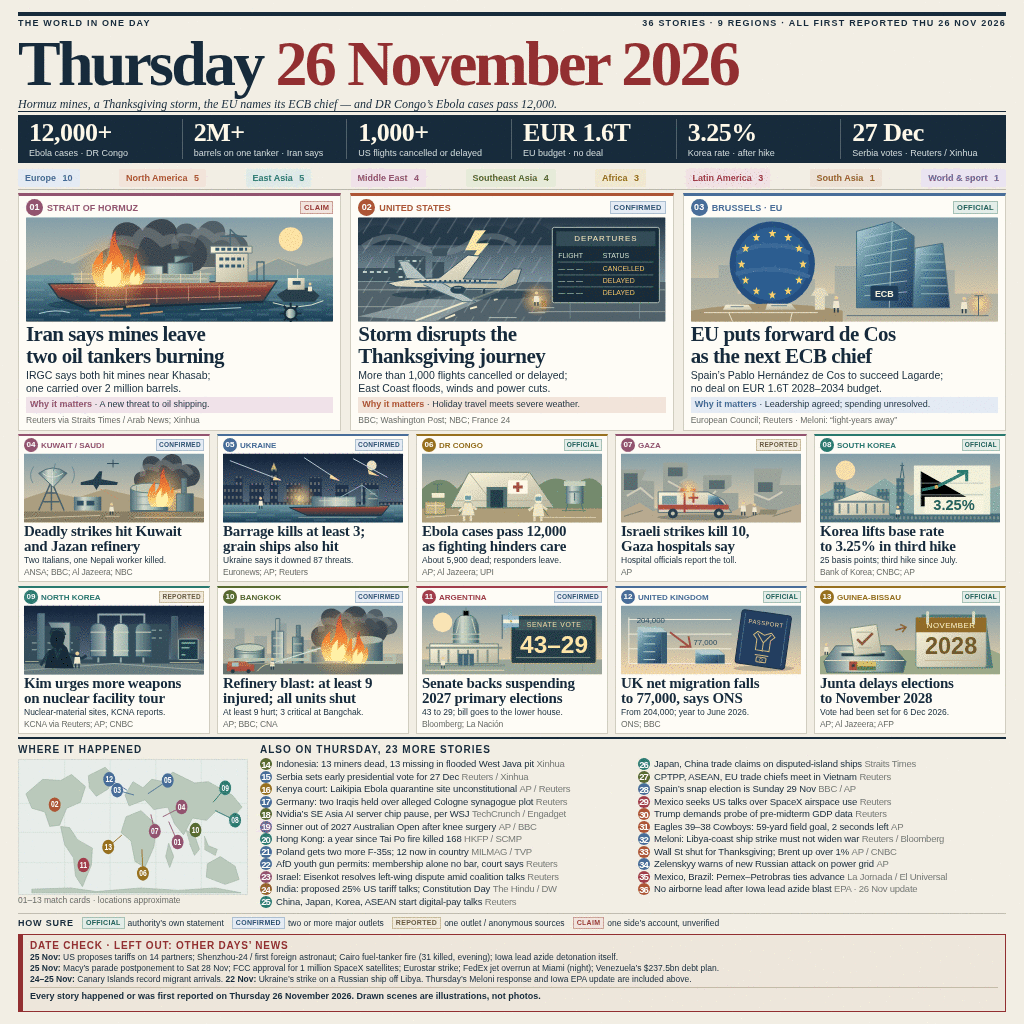 THE WORLD IN ONE DAY
36 STORIES · 9 REGIONS · ALL FIRST REPORTED THU 26 NOV 2026
Thursday 26 November 2026
Hormuz mines, a Thanksgiving storm, the EU names its ECB chief — and DR Congo's Ebola cases pass 12,000.
12,000+
Ebola cases · DR Congo
2M+
barrels on one tanker · Iran says
1,000+
US flights cancelled or delayed
EUR 1.6T
EU budget · no deal
3.25%
Korea rate · after hike
27 Dec
Serbia votes · Reuters / Xinhua
Europe 10
North America 5
East Asia 5
Middle East 4
Southeast Asia 4
Africa 3
Latin America 3
South Asia 1
World & sport 1
01 STRAIT OF HORMUZ CLAIM
Iran says mines leave
two oil tankers burning
IRGC says both hit mines near Khasab;
one carried over 2 million barrels.
Why it matters · A new threat to oil shipping.
Reuters via Straits Times / Arab News; Xinhua
02 UNITED STATES CONFIRMED
DEPARTURES
FLIGHT STATUS
— — — CANCELLED
— — — DELAYED
— — — DELAYED
Storm disrupts the
Thanksgiving journey
More than 1,000 flights cancelled or delayed;
East Coast floods, winds and power cuts.
Why it matters · Holiday travel meets severe weather.
BBC; Washington Post; NBC; France 24
03 BRUSSELS · EU OFFICIAL
ECB
EU puts forward de Cos
as the next ECB chief
Spain's Pablo Hernández de Cos to succeed Lagarde;
no deal on EUR 1.6T 2028–2034 budget.
Why it matters · Leadership agreed; spending unresolved.
European Council; Reuters · Meloni: "light-years away"
04 KUWAIT / SAUDI CONFIRMED
Deadly strikes hit Kuwait
and Jazan refinery
Two Italians, one Nepali worker killed.
ANSA; BBC; Al Jazeera; NBC
05 UKRAINE CONFIRMED
Barrage kills at least 3;
grain ships also hit
Ukraine says it downed 87 threats.
Euronews; AP; Reuters
06 DR CONGO OFFICIAL
Ebola cases pass 12,000
as fighting hinders care
About 5,900 dead; responders leave.
AP; Al Jazeera; UPI
07 GAZA REPORTED
Israeli strikes kill 10,
Gaza hospitals say
Hospital officials report the toll.
AP
08 SOUTH KOREA OFFICIAL
3.25%
Korea lifts base rate
to 3.25% in third hike
25 basis points; third hike since July.
Bank of Korea; CNBC; AP
09 NORTH KOREA REPORTED
Kim urges more weapons
on nuclear facility tour
Nuclear-material sites, KCNA reports.
KCNA via Reuters; AP; CNBC
10 BANGKOK CONFIRMED
Refinery blast: at least 9
injured; all units shut
At least 9 hurt; 3 critical at Bangchak.
AP; BBC; CNA
11 ARGENTINA CONFIRMED
SENATE VOTE
43–29
Senate backs suspending
2027 primary elections
43 to 29; bill goes to the lower house.
Bloomberg; La Nación
12 UNITED KINGDOM OFFICIAL
204,000
77,000
PASSPORT
UK net migration falls
to 77,000, says ONS
From 204,000; year to June 2026.
ONS; BBC
13 GUINEA-BISSAU OFFICIAL
NOVEMBER
2028
Junta delays elections
to November 2028
Vote had been set for 6 Dec 2026.
AP; Al Jazeera; AFP
WHERE IT HAPPENED
12
03
05
09
02
04
08
07
10
01
13
11
06
01–13 match cards · locations approximate
ALSO ON THURSDAY, 23 MORE STORIES
14 Indonesia: 13 miners dead, 13 missing in flooded West Java pit Xinhua
15 Serbia sets early presidential vote for 27 Dec Reuters / Xinhua
16 Kenya court: Laikipia Ebola quarantine site unconstitutional AP / Reuters
17 Germany: two Iraqis held over alleged Cologne synagogue plot Reuters
18 Nvidia's SE Asia AI server chip pause, per WSJ TechCrunch / Engadget
19 Sinner out of 2027 Australian Open after knee surgery AP / BBC
20 Hong Kong: a year since Tai Po fire killed 168 HKFP / SCMP
21 Poland gets two more F-35s; 12 now in country MILMAG / TVP
22 AfD youth gun permits: membership alone no bar, court says Reuters
23 Israel: Eisenkot resolves left-wing dispute amid coalition talks Reuters
24 India: proposed 25% US tariff talks; Constitution Day The Hindu / DW
25 China, Japan, Korea, ASEAN start digital-pay talks Reuters
26 Japan, China trade claims on disputed-island ships Straits Times
27 CPTPP, ASEAN, EU trade chiefs meet in Vietnam Reuters
28 Spain's snap election is Sunday 29 Nov BBC / AP
29 Mexico seeks US talks over SpaceX airspace use Reuters
30 Trump demands probe of pre-midterm GDP data Reuters
31 Eagles 39–38 Cowboys: 59-yard field goal, 2 seconds left AP
32 Meloni: Libya-coast ship strike must not widen war Reuters / Bloomberg
33 Wall St shut for Thanksgiving; Brent up over 1% AP / CNBC
34 Zelenskyy warns of new Russian attack on power grid AP
35 Mexico, Brazil: Pemex–Petrobras ties advance La Jornada / El Universal
36 No airborne lead after Iowa lead azide blast EPA · 26 Nov update
HOW SURE OFFICIAL authority's own statement CONFIRMED two or more major outlets REPORTED one outlet / anonymous sources CLAIM one side's account, unverified
DATE CHECK · LEFT OUT: OTHER DAYS' NEWS
25 Nov: US proposes tariffs on 14 partners; Shenzhou-24 / first foreign astronaut; Cairo fuel-tanker fire (31 killed, evening); Iowa lead azide detonation itself.
25 Nov: Macy's parade postponement to Sat 28 Nov; FCC approval for 1 million SpaceX satellites; Eurostar strike; FedEx jet overrun at Miami (night); Venezuela's $237.5bn debt plan.
24–25 Nov: Canary Islands record migrant arrivals. 22 Nov: Ukraine's strike on a Russian ship off Libya. Thursday's Meloni response and Iowa EPA update are included above.
Every story happened or was first reported on Thursday 26 November 2026. Drawn scenes are illustrations, not photos.